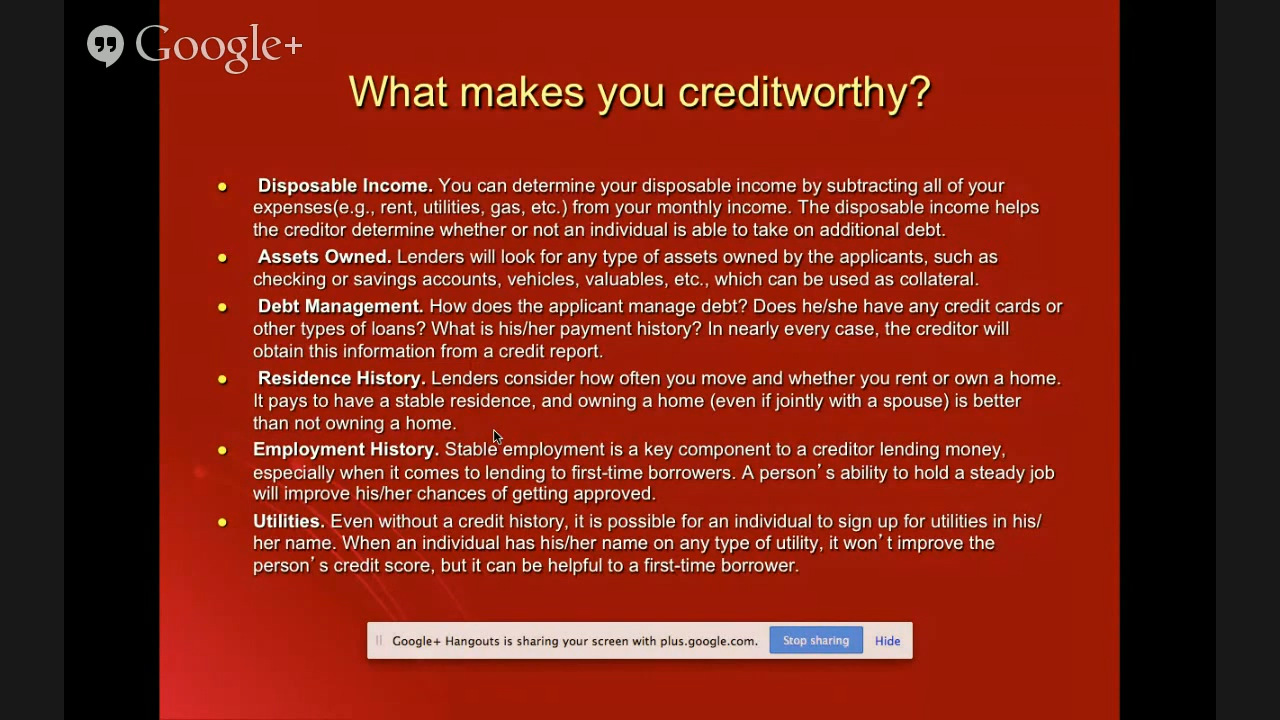 Google+
What makes you creditworthy?
• Disposable Income. You can determine your disposable income by subtracting all of your
expenses(e.g., rent, utilities, gas, etc.) from your monthly income. The disposable income helps
the creditor determine whether or not an individual is able to take on additional debt.
• Assets Owned. Lenders will look for any type of assets owned by the applicants, such as
checking or savings accounts, vehicles, valuables, etc., which can be used as collateral.
• Debt Management. How does the applicant manage debt? Does he/she have any credit cards or
other types of loans? What is his/her payment history? In nearly every case, the creditor will
obtain this information from a credit report.
• Residence History. Lenders consider how often you move and whether you rent or own a home.
It pays to have a stable residence, and owning a home (even if jointly with a spouse) is better
than not owning a home.
• Employment History. Stable employment is a key component to a creditor lending money,
especially when it comes to lending to first-time borrowers. A person’s ability to hold a steady job
will improve his/her chances of getting approved.
• Utilities. Even without a credit history, it is possible for an individual to sign up for utilities in his/
her name. When an individual has his/her name on any type of utility, it won’t improve the
person’s credit score, but it can be helpful to a first-time borrower.
Google+ Hangouts is sharing your screen with plus.google.com. Stop sharing Hide